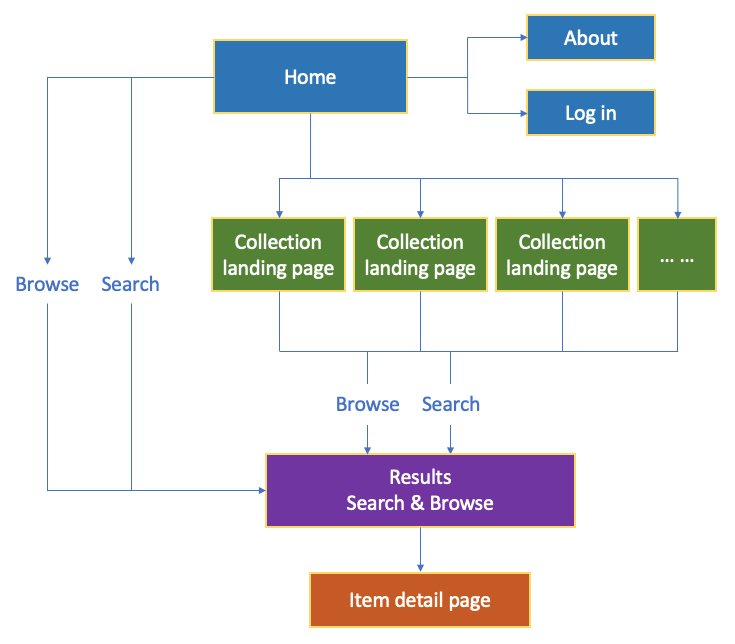 About
Home
Log in
Collection
landing page
Collection
landing page
Collection
landing page
... ...
Browse
Search
Browse
Search
Results
Search & Browse
Item detail page